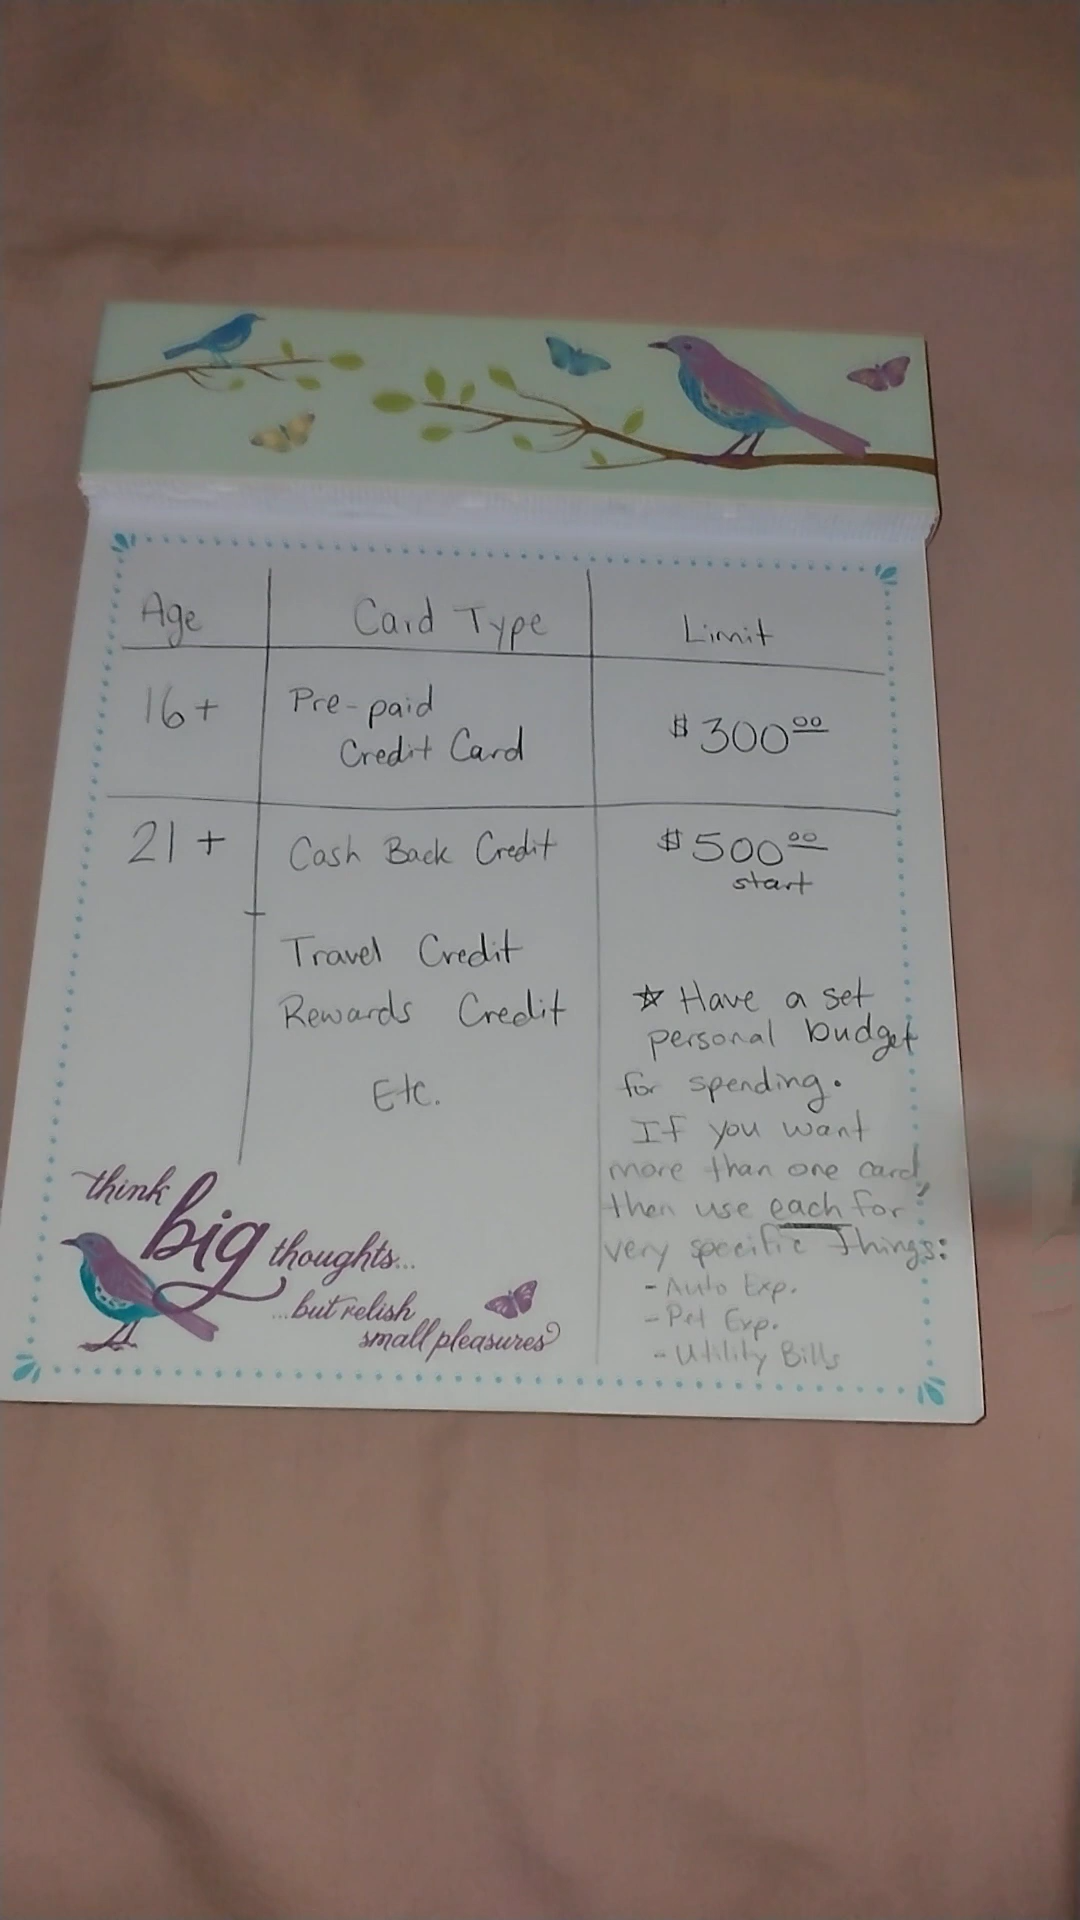 Age
Card Type
Limit
16+
Pre-paid
Credit Card
$300.00
21+
Cash Back Credit
$500.00
start
Travel Credit
Rewards Credit
Etc.
☆ Have a set
personal budget
for spending.
If you want
more than one card,
then use each for
very specific things:
- Auto Exp.
- Pet Exp.
- Utility Bills
think
big thoughts...
...but relish
small pleasures